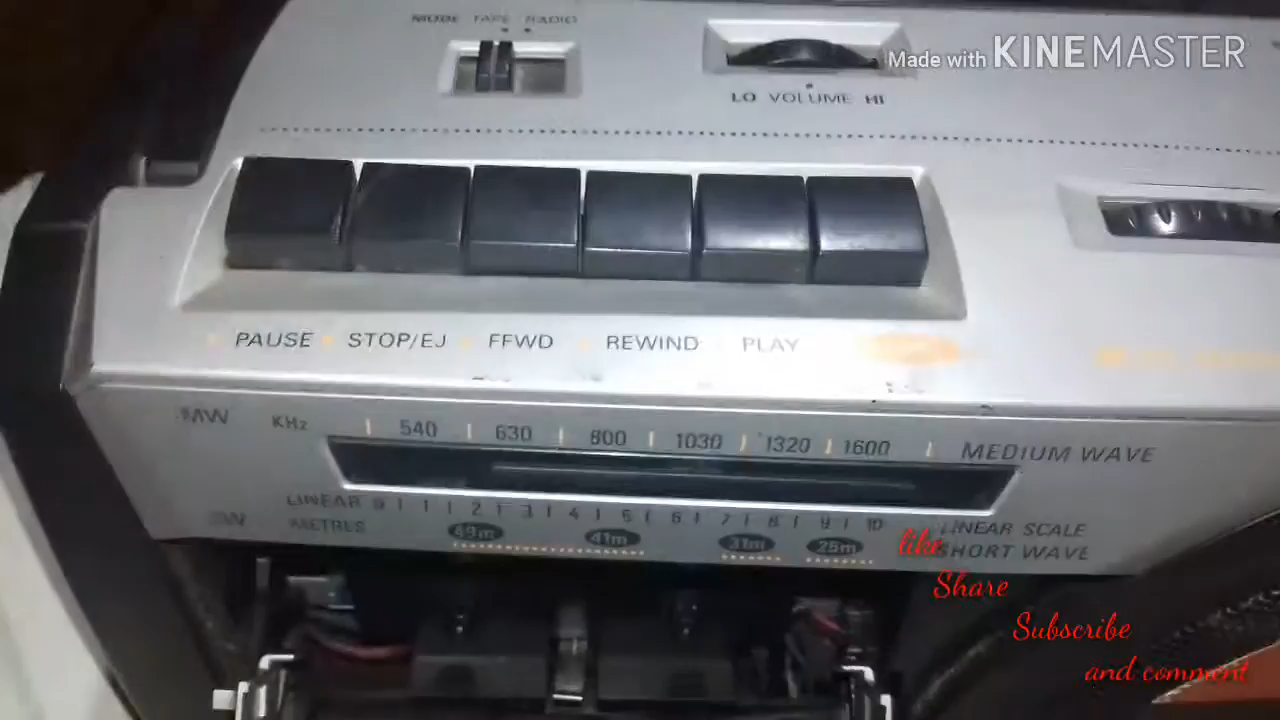 MODE TAPE RADIO
Made with KINEMASTER
LO VOLUME HI
PAUSE STOP/EJ FFWD REWIND PLAY
MW KHz 540 630 800 1030 1320 1600 MEDIUM WAVE
LINEAR 0 1 2 3 4 5 6 7 8 9 10 LINEAR SCALE
SW METRES 49m 41m 31m 25m SHORT WAVE
like
Share
Subscribe
and comment